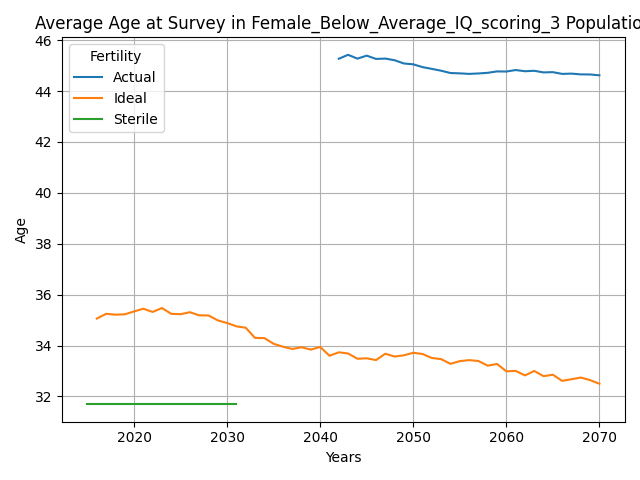 Average Age at Survey in Female_Below_Average_IQ_scoring_3 Populatio
46
44
42
40
38
36
34
32
Age
Fertility
Actual
Ideal
Sterile
2020 2030 2040 2050 2060 2070
Years